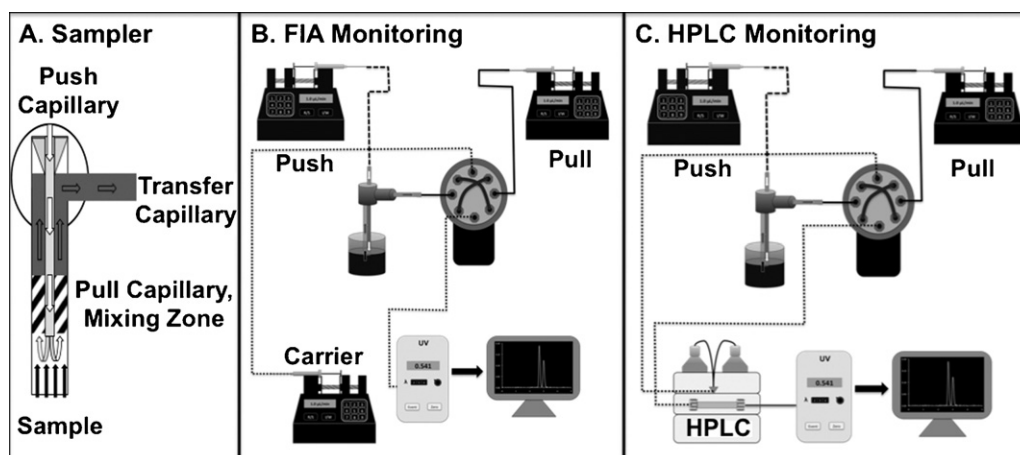 A. Sampler
Push
Capillary
Transfer
Capillary
Pull Capillary,
Mixing Zone
Sample
B. FIA Monitoring
Push
Pull
Carrier
UV
0.541
C. HPLC Monitoring
Push
Pull
HPLC
UV
0.541